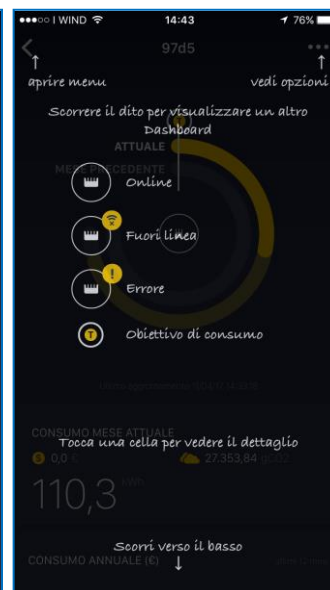 I WIND 14:43 76%
97d5
aprire menu vedi opzioni
Scorrere il dito per visualizzare un altro
Dashboard
ATTUALE
MESE PRECEDENTE
Online
Fuori linea
Errore
T Obiettivo di consumo
CONSUMO MESE ATTUALE
Tocca una cella per vedere il dettaglio
0,0 € 27.353,84
110,3 kWh
Scorri verso il basso
CONSUMO ANNUALE (€)